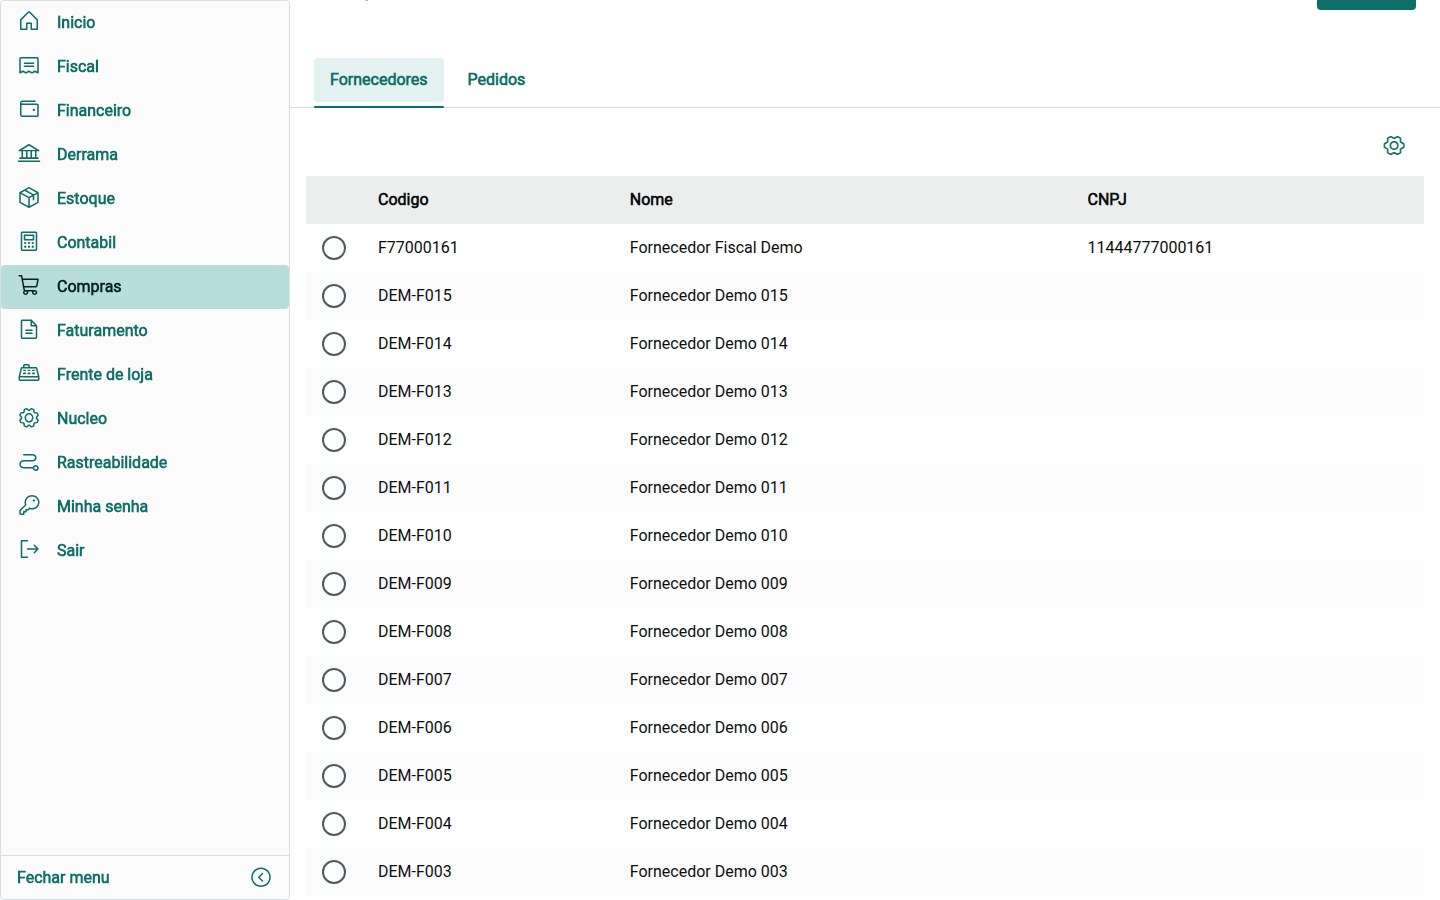 Inicio
Fiscal
Financeiro
Derrama
Estoque
Contabil
Compras
Faturamento
Frente de loja
Nucleo
Rastreabilidade
Minha senha
Sair
Fechar menu
Fornecedores Pedidos
Codigo Nome CNPJ
F77000161 Fornecedor Fiscal Demo 11444777000161
DEM-F015 Fornecedor Demo 015
DEM-F014 Fornecedor Demo 014
DEM-F013 Fornecedor Demo 013
DEM-F012 Fornecedor Demo 012
DEM-F011 Fornecedor Demo 011
DEM-F010 Fornecedor Demo 010
DEM-F009 Fornecedor Demo 009
DEM-F008 Fornecedor Demo 008
DEM-F007 Fornecedor Demo 007
DEM-F006 Fornecedor Demo 006
DEM-F005 Fornecedor Demo 005
DEM-F004 Fornecedor Demo 004
DEM-F003 Fornecedor Demo 003